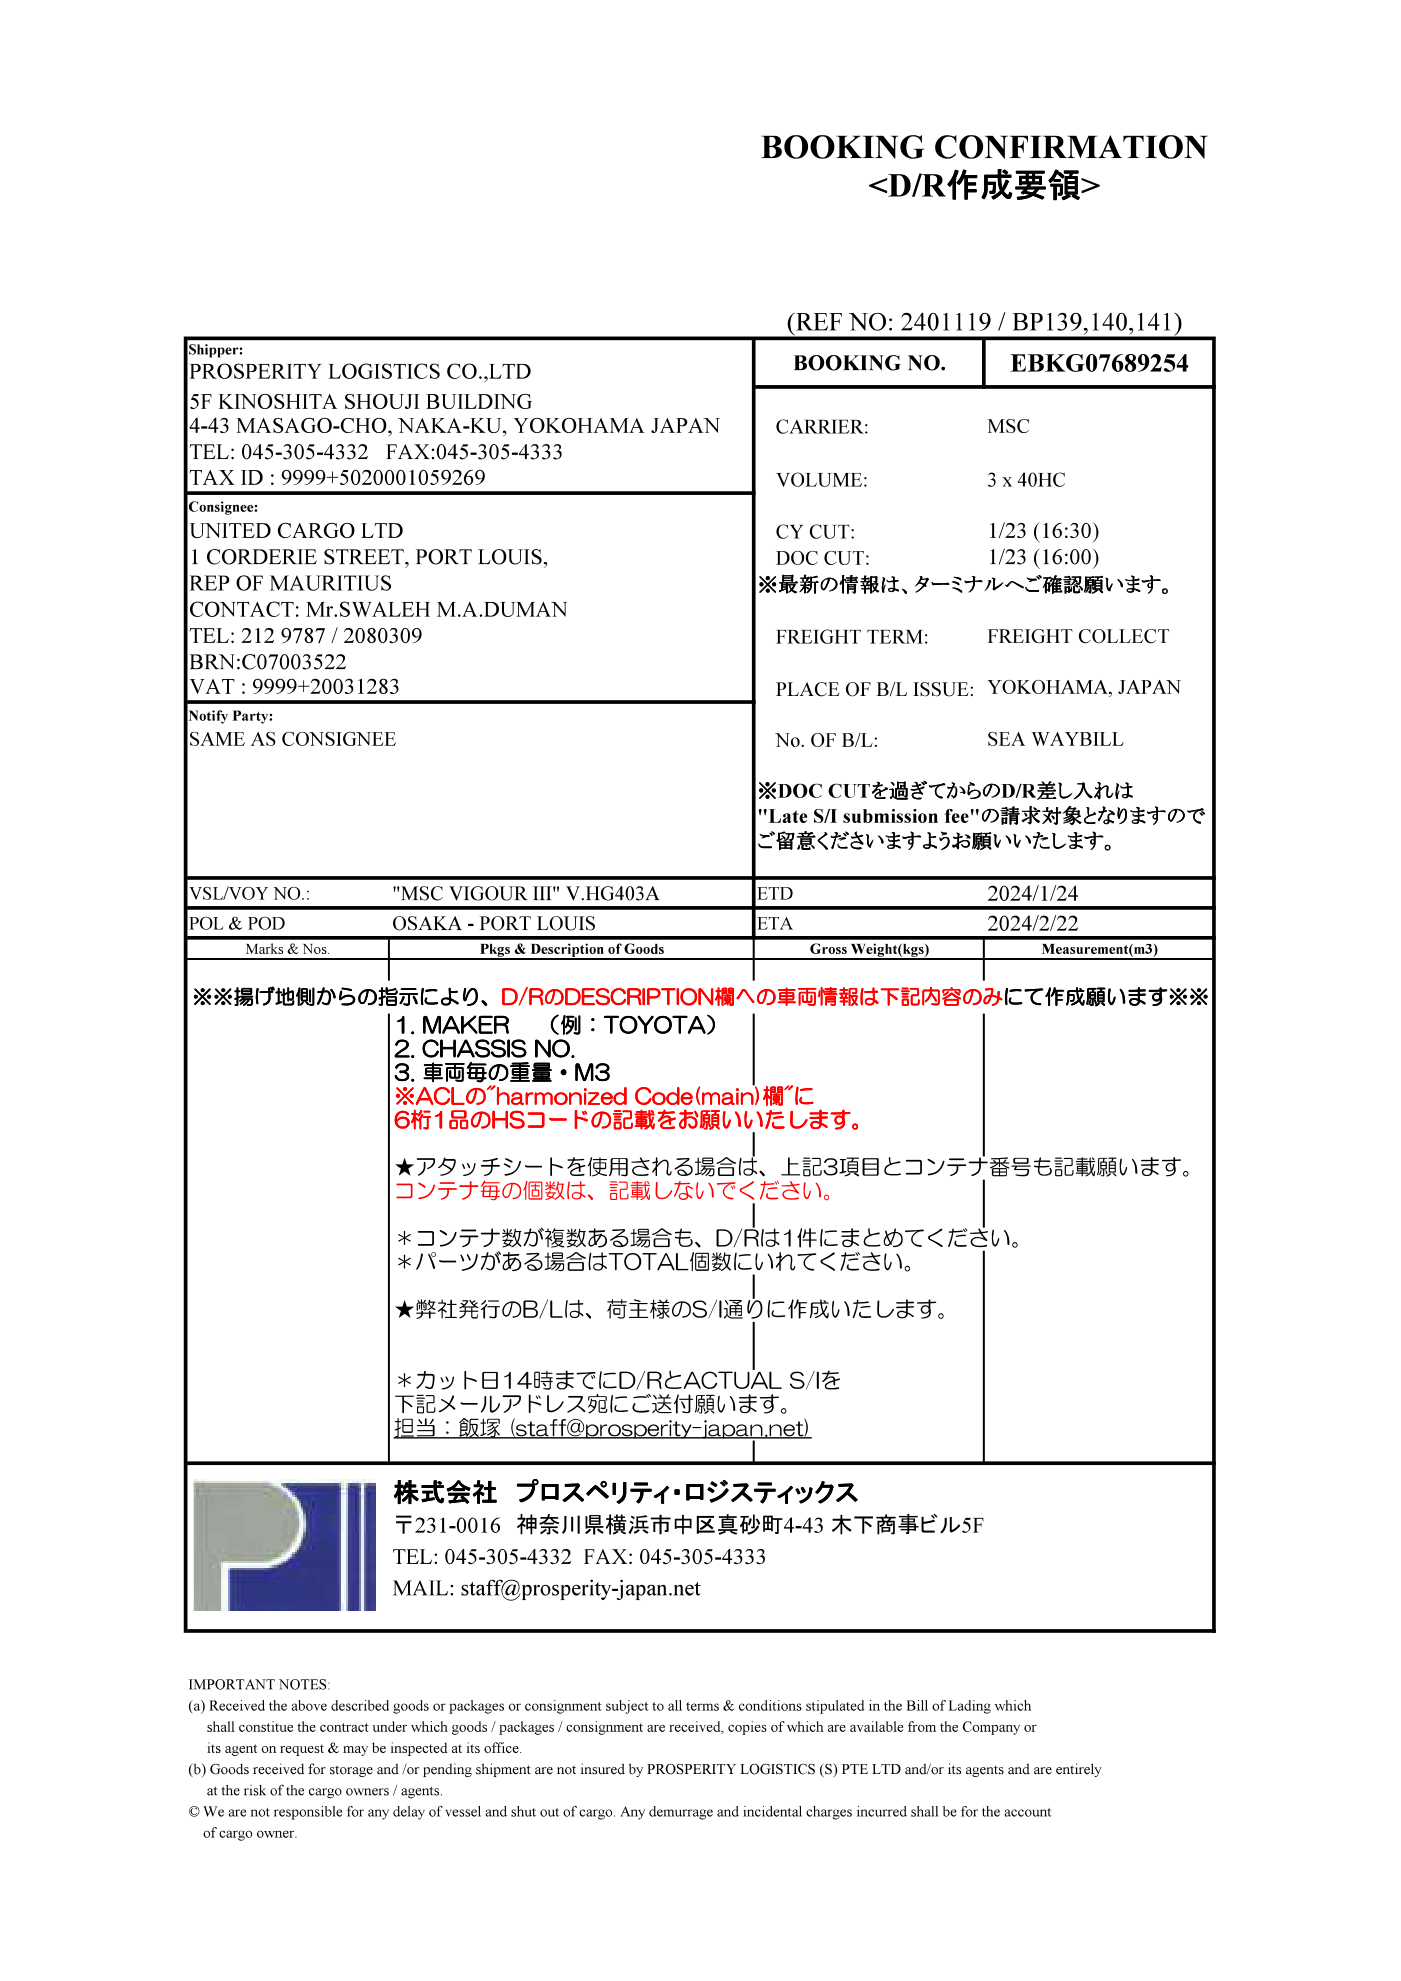 BOOKING CONFIRMATION
<D/R作成要領>
(REF NO: 2401119 / BP139,140,141)
Shipper:
PROSPERITY LOGISTICS CO.,LTD
5F KINOSHITA SHOUJI BUILDING
4-43 MASAGO-CHO, NAKA-KU, YOKOHAMA JAPAN
TEL: 045-305-4332 FAX:045-305-4333
TAX ID : 9999+5020001059269
BOOKING NO. EBKG07689254
CARRIER: MSC
VOLUME: 3 x 40HC
CY CUT: 1/23 (16:30)
DOC CUT: 1/23 (16:00)
※最新の情報は、ターミナルへご確認願います。
FREIGHT TERM: FREIGHT COLLECT
PLACE OF B/L ISSUE: YOKOHAMA, JAPAN
No. OF B/L: SEA WAYBILL
※DOC CUTを過ぎてからのD/R差し入れは
"Late S/I submission fee"の請求対象となりますので
ご留意くださいますようお願いいたします。
Consignee:
UNITED CARGO LTD
1 CORDERIE STREET, PORT LOUIS,
REP OF MAURITIUS
CONTACT: Mr.SWALEH M.A.DUMAN
TEL: 212 9787 / 2080309
BRN:C07003522
VAT : 9999+20031283
Notify Party:
SAME AS CONSIGNEE
VSL/VOY NO.: "MSC VIGOUR III" V.HG403A ETD 2024/1/24
POL & POD OSAKA - PORT LOUIS ETA 2024/2/22
Marks & Nos. Pkgs & Description of Goods Gross Weight(kgs) Measurement(m3)
※※揚げ地側からの指示により、D/RのDESCRIPTION欄への車両情報は下記内容のみにて作成願います※※
1. MAKER （例：TOYOTA）
2. CHASSIS NO.
3. 車両毎の重量・M3
※ACLの"harmonized Code(main)欄"に
6桁1品のHSコードの記載をお願いいたします。
★アタッチシートを使用される場合は、上記3項目とコンテナ番号も記載願います。
コンテナ毎の個数は、記載しないでください。
＊コンテナ数が複数ある場合も、D/Rは1件にまとめてください。
＊パーツがある場合はTOTAL個数にいれてください。
★弊社発行のB/Lは、荷主様のS/I通りに作成いたします。
＊カット日14時までにD/RとACTUAL S/Iを
下記メールアドレス宛にご送付願います。
担当：飯塚 (staff@prosperity-japan.net)
株式会社 プロスペリティ・ロジスティックス
〒231-0016 神奈川県横浜市中区真砂町4-43 木下商事ビル5F
TEL: 045-305-4332 FAX: 045-305-4333
MAIL: staff@prosperity-japan.net
IMPORTANT NOTES:
(a) Received the above described goods or packages or consignment subject to all terms & conditions stipulated in the Bill of Lading which
shall constitue the contract under which goods / packages / consignment are received, copies of which are available from the Company or
its agent on request & may be inspected at its office.
(b) Goods received for storage and /or pending shipment are not insured by PROSPERITY LOGISTICS (S) PTE LTD and/or its agents and are entirely
at the risk of the cargo owners / agents.
© We are not responsible for any delay of vessel and shut out of cargo. Any demurrage and incidental charges incurred shall be for the account
of cargo owner.